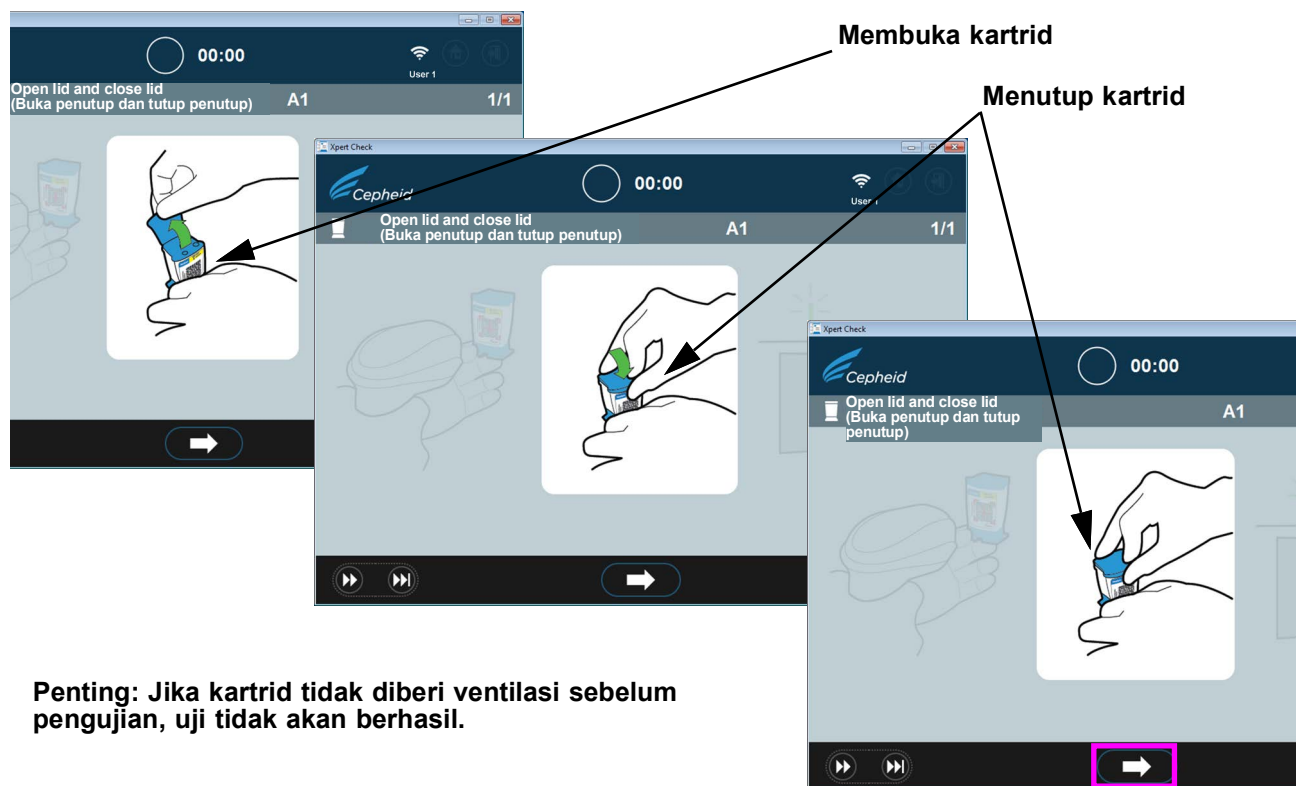 Membuka kartrid
Menutup kartrid
00:00
User 1
Open lid and close lid
(Buka penutup dan tutup penutup)
A1
1/1
Xpert Check
Cepheid
00:00
User 1
Open lid and close lid
(Buka penutup dan tutup penutup)
A1
1/1
Xpert Check
Cepheid
00:00
Open lid and close lid
(Buka penutup dan tutup
penutup)
A1
Penting: Jika kartrid tidak diberi ventilasi sebelum
pengujian, uji tidak akan berhasil.